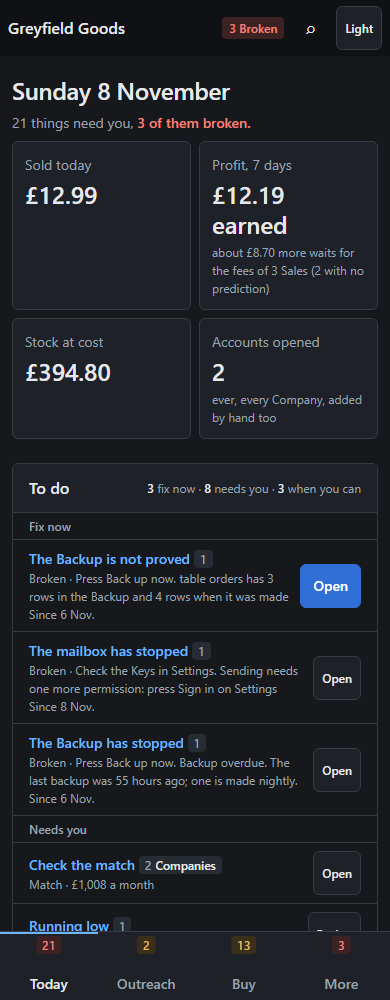 Greyfield Goods
3 Broken
Light
Sunday 8 November
21 things need you, 3 of them broken.
Sold today
£12.99
Profit, 7 days
£12.19
earned
about £8.70 more waits for
the fees of 3 Sales (2 with no
prediction)
Stock at cost
£394.80
Accounts opened
2
ever, every Company, added
by hand too
To do
3 fix now · 8 needs you · 3 when you can
Fix now
The Backup is not proved 1
Broken · Press Back up now. table orders has 3
rows in the Backup and 4 rows when it was made
Since 6 Nov.
Open
The mailbox has stopped 1
Broken · Check the Keys in Settings. Sending needs
one more permission: press Sign in on Settings
Since 8 Nov.
Open
The Backup has stopped 1
Broken · Press Back up now. Backup overdue. The
last backup was 55 hours ago; one is made nightly.
Since 6 Nov.
Open
Needs you
Check the match 2 Companies
Match · £1,008 a month
Open
Running low 1
21
2
13
3
Today
Outreach
Buy
More